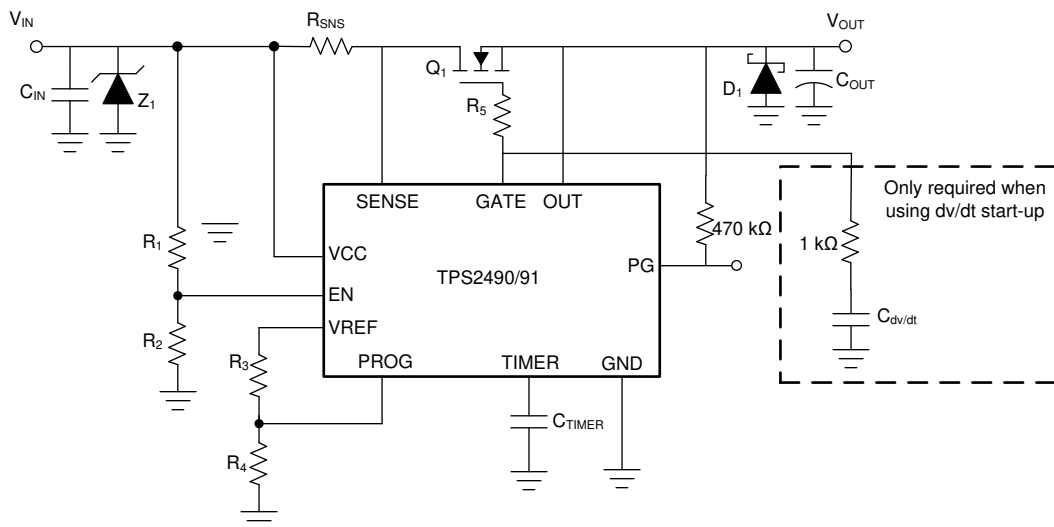 VIN
RSNS
VOUT
CIN
Z1
Q1
R5
D1
COUT
SENSE
GATE
OUT
Only required when
using dv/dt start-up
R1
470 kΩ
1 kΩ
VCC
TPS2490/91
PG
EN
Cdv/dt
R2
VREF
R3
PROG
TIMER
GND
CTIMER
R4